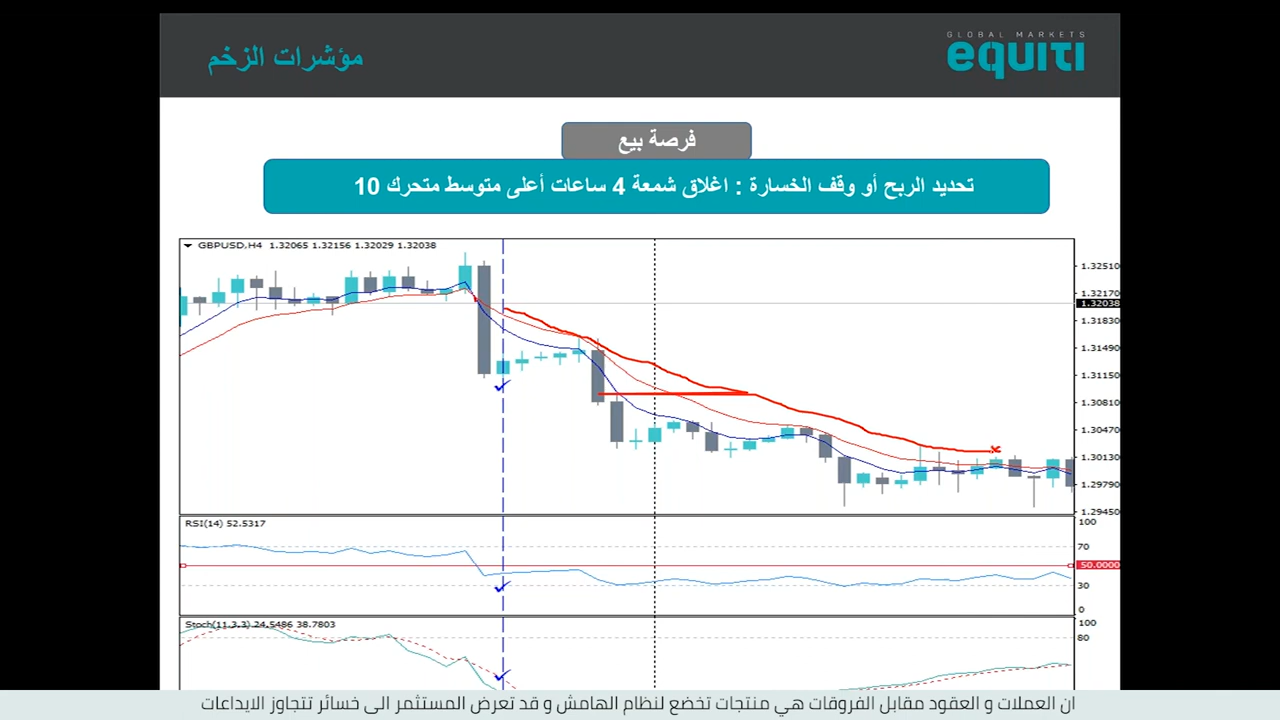 GLOBAL MARKETS
equiti
مؤشرات الزخم
فرصة بيع
تحديد الربح أو وقف الخسارة : اغلاق شمعة 4 ساعات أعلى متوسط متحرك 10
GBPUSD,H4 1.32065 1.32156 1.32029 1.32038
1.32510
1.32170
1.32038
1.31830
1.31490
1.31150
1.30810
1.30470
1.30130
1.29790
1.29450
RSI(14) 52.5317
100
70
50.0000
30
0
Stoch(11,3,3) 24.5486 38.7803
100
80
ان العملات و العقود مقابل الفروقات هي منتجات تخضع لنظام الهامش و قد تعرض المستثمر الى خسائر تتجاوز الايداعات